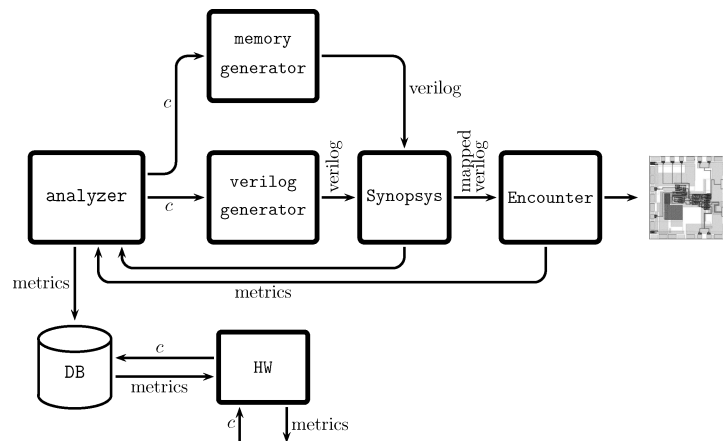 memory
generator
c
verilog
analyzer
c
verilog
generator
verilog
Synopsys
mapped
verilog
Encounter
metrics
metrics
DB
c
metrics
HW
c
metrics